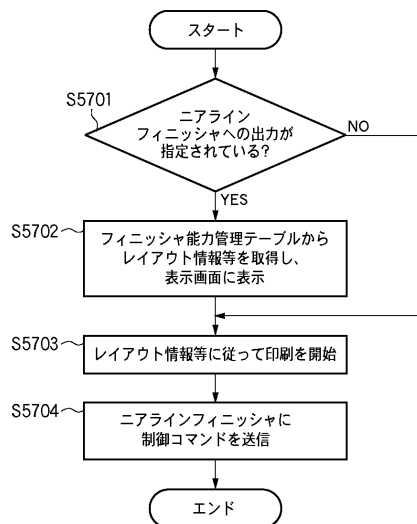 スタート
S5701
ニアライン
フィニッシャへの出力が
指定されている?
NO
YES
S5702
フィニッシャ能力管理テーブルから
レイアウト情報等を取得し、
表示画面に表示
S5703
レイアウト情報等に従って印刷を開始
S5704
ニアラインフィニッシャに
制御コマンドを送信
エンド